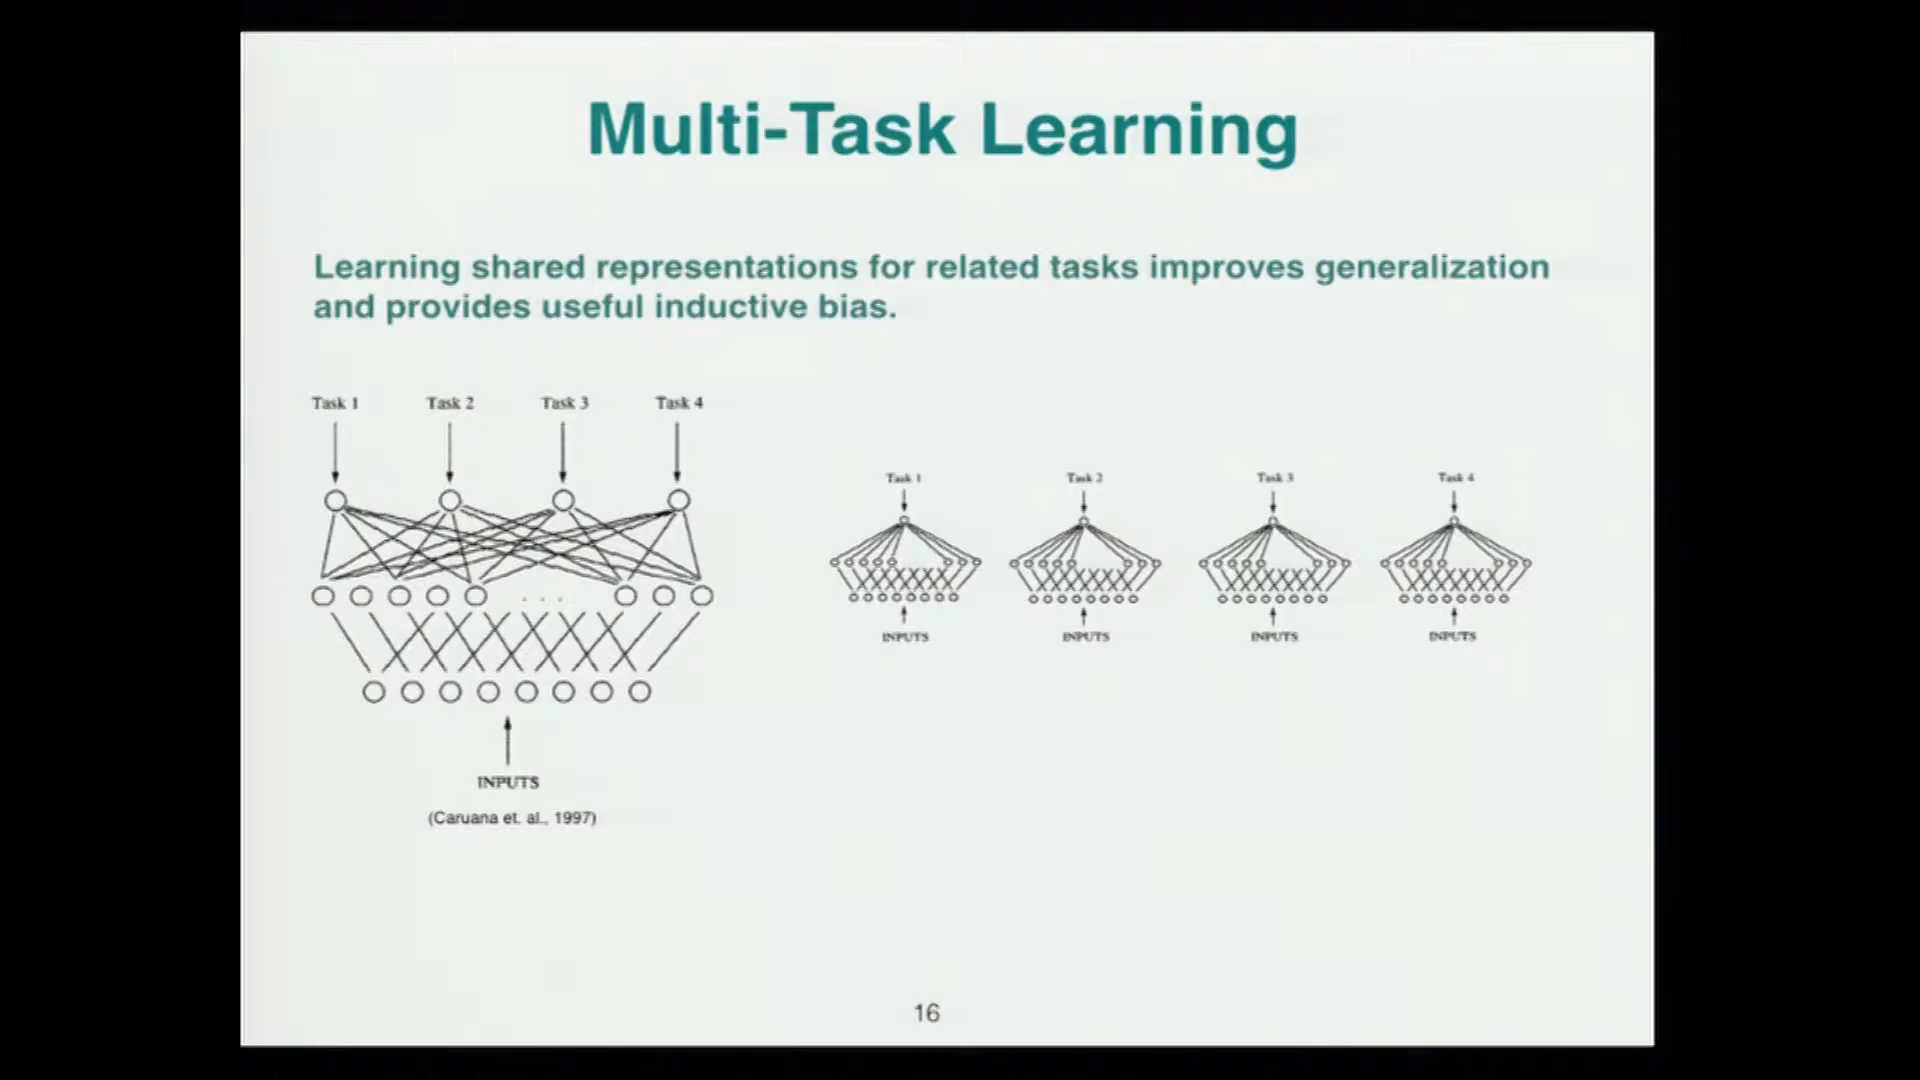 Multi-Task Learning
Learning shared representations for related tasks improves generalization
and provides useful inductive bias.
Task 1 Task 2 Task 3 Task 4
INPUTS
(Caruana et. al., 1997)
Task 1 Task 2 Task 3 Task 4
INPUTS INPUTS INPUTS INPUTS
16